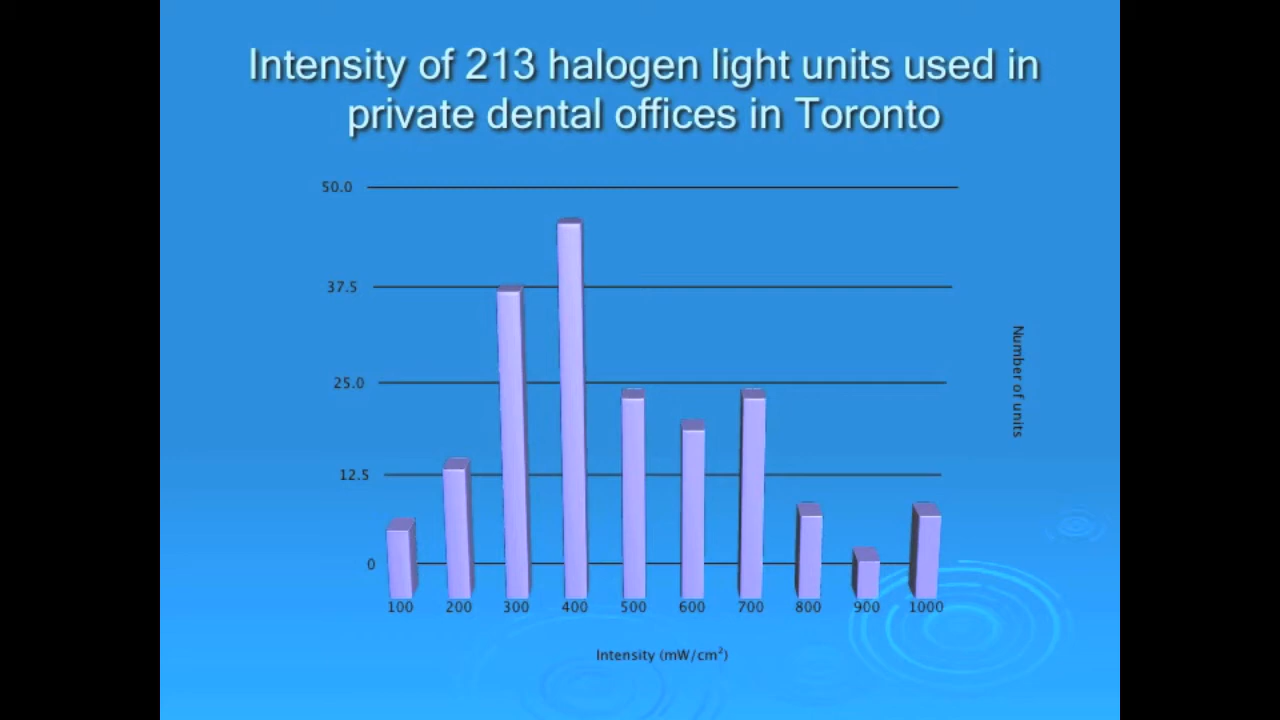 Intensity of 213 halogen light units used in
private dental offices in Toronto
50.0
37.5
25.0
12.5
0
100 200 300 400 500 600 700 800 900 1000
Number of units
Intensity (mW/cm²)